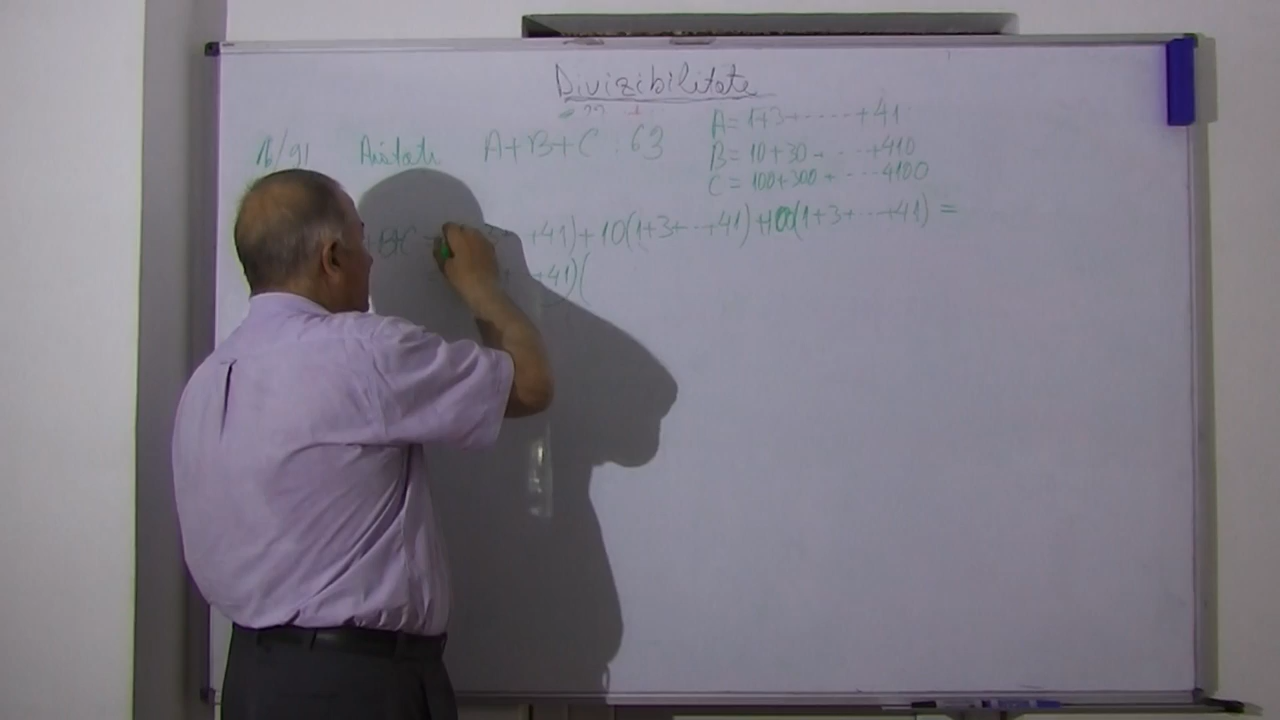 Divizibilitate
16/91 Arătati A+B+C : 63
A= 1+3+.....+41
B= 10+30+...+410
C= 100+300+...4100
+B+C +41)+10(1+3+...+41)+100(1+3+...+41) =
+41)(